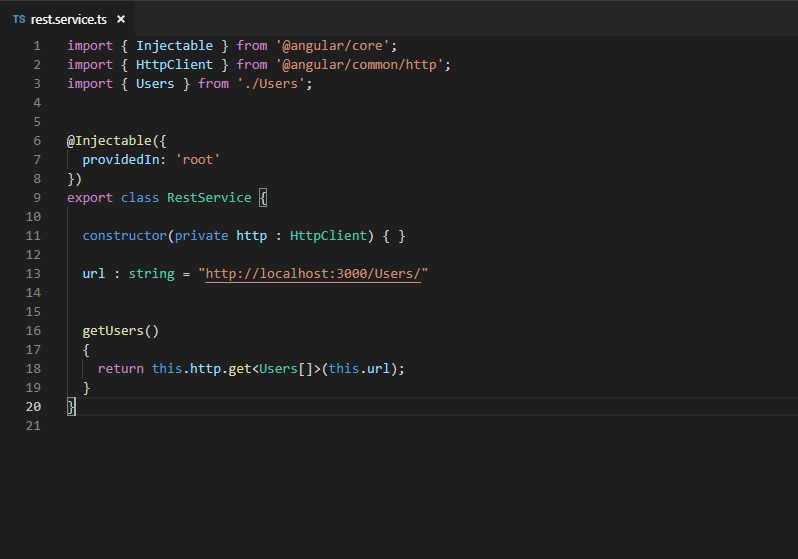 TS rest.service.ts ×
1 import { Injectable } from '@angular/core';
2 import { HttpClient } from '@angular/common/http';
3 import { Users } from './Users';
4
5
6 @Injectable({
7   providedIn: 'root'
8 })
9 export class RestService {
10
11   constructor(private http : HttpClient) { }
12
13   url : string = "http://localhost:3000/Users/"
14
15
16   getUsers()
17   {
18     return this.http.get<Users[]>(this.url);
19   }
20 }
21